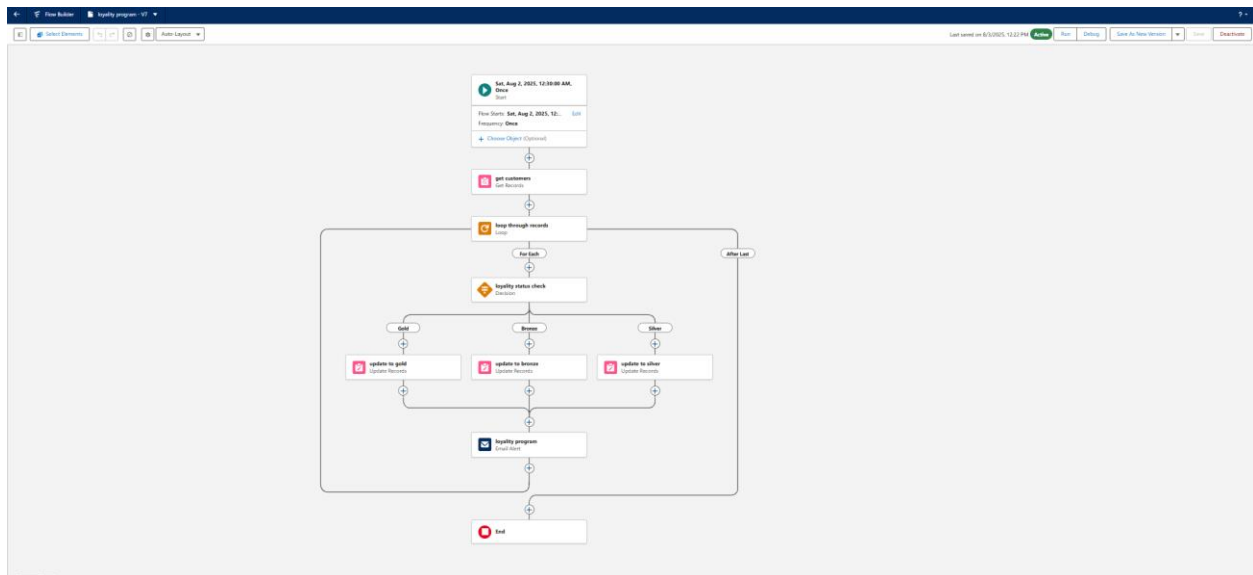 Flow Builder
loyality program - V7
?
Select Elements
Auto-Layout
Last saved on 8/3/2025, 12:22 PM
Active
Run
Debug
Save As New Version
Save
Deactivate
Sat, Aug 2, 2025, 12:30:00 AM,
Once
Start
Flow Starts: Sat, Aug 2, 2025, 12:... Edit
Frequency: Once
+ Choose Object (Optional)
get customers
Get Records
loop through records
Loop
For Each
After Last
loyality status check
Decision
Gold
Bronze
Silver
update to gold
Update Records
update to bronze
Update Records
update to silver
Update Records
loyality program
Email Alert
End